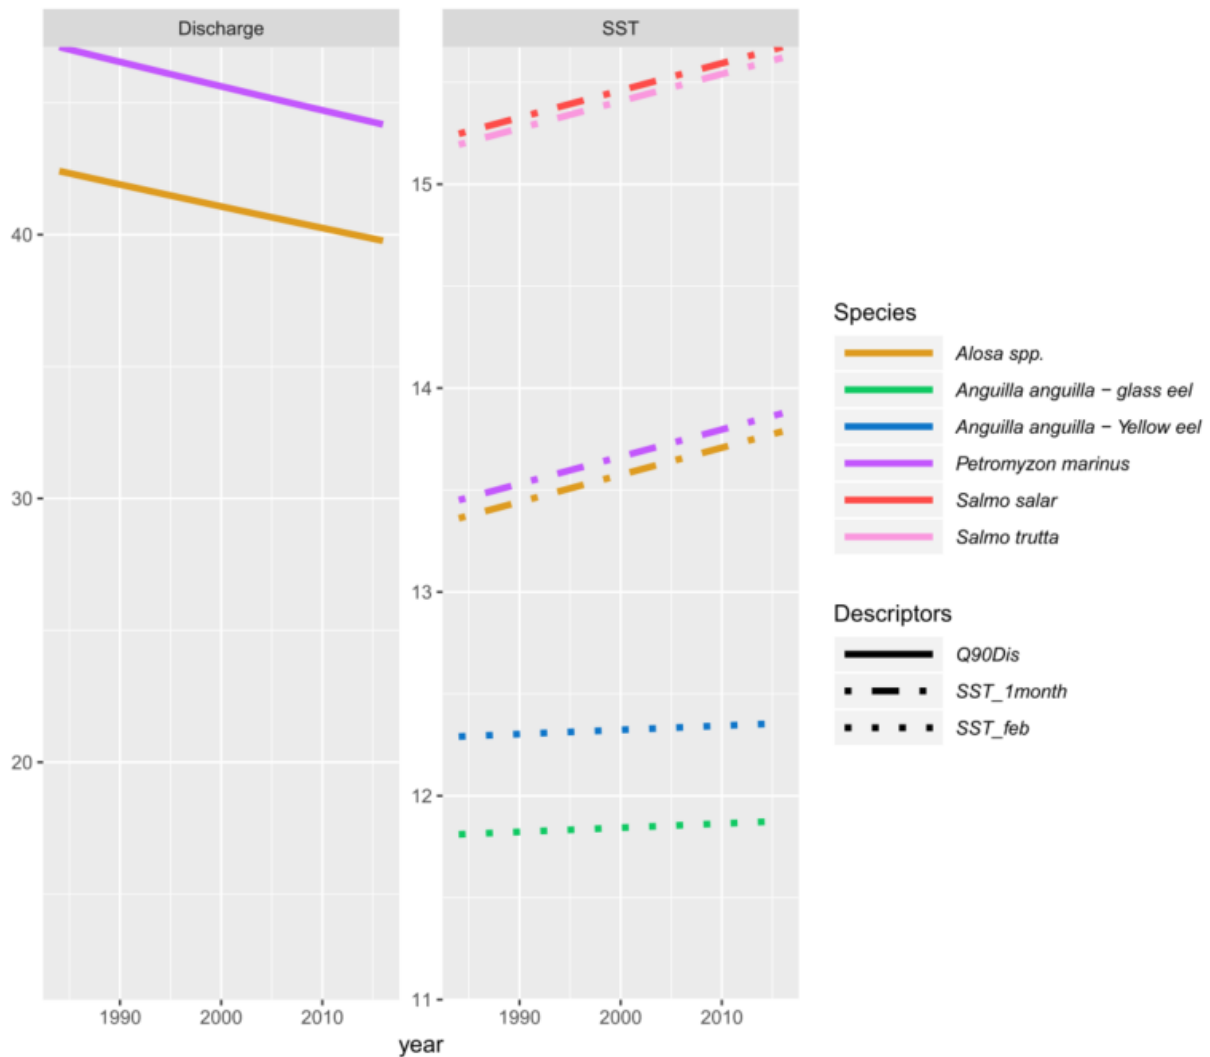 Discharge
SST
40
30
20
15
14
13
12
11
1990
2000
2010
1990
2000
2010
year
Species
Alosa spp.
Anguilla anguilla − glass eel
Anguilla anguilla − Yellow eel
Petromyzon marinus
Salmo salar
Salmo trutta
Descriptors
Q90Dis
SST_1month
SST_feb